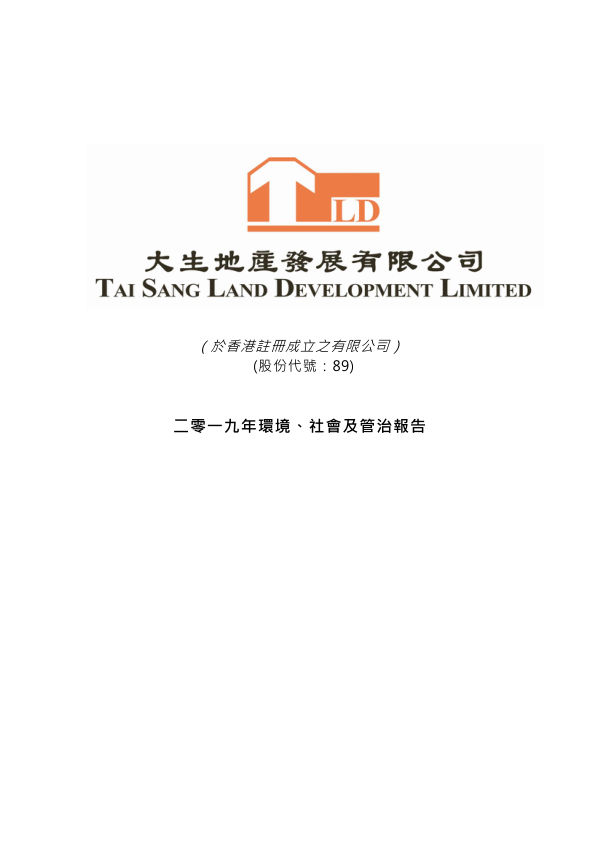 LD
大生地產發展有限公司
TAI SANG LAND DEVELOPMENT LIMITED
(於香港註冊成立之有限公司)
(股份代號：89)
二零一九年環境、社會及管治報告